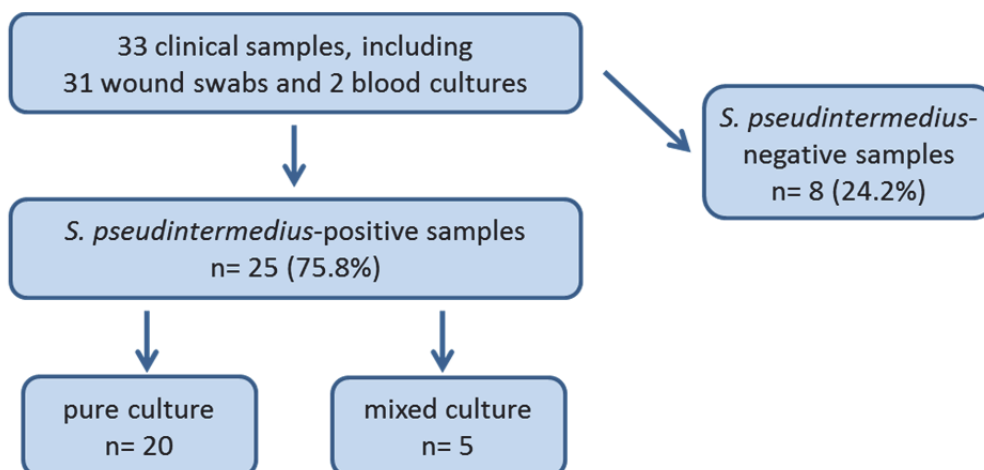 33 clinical samples, including
31 wound swabs and 2 blood cultures
S. pseudintermedius-
negative samples
n= 8 (24.2%)
S. pseudintermedius-positive samples
n= 25 (75.8%)
pure culture
n= 20
mixed culture
n= 5